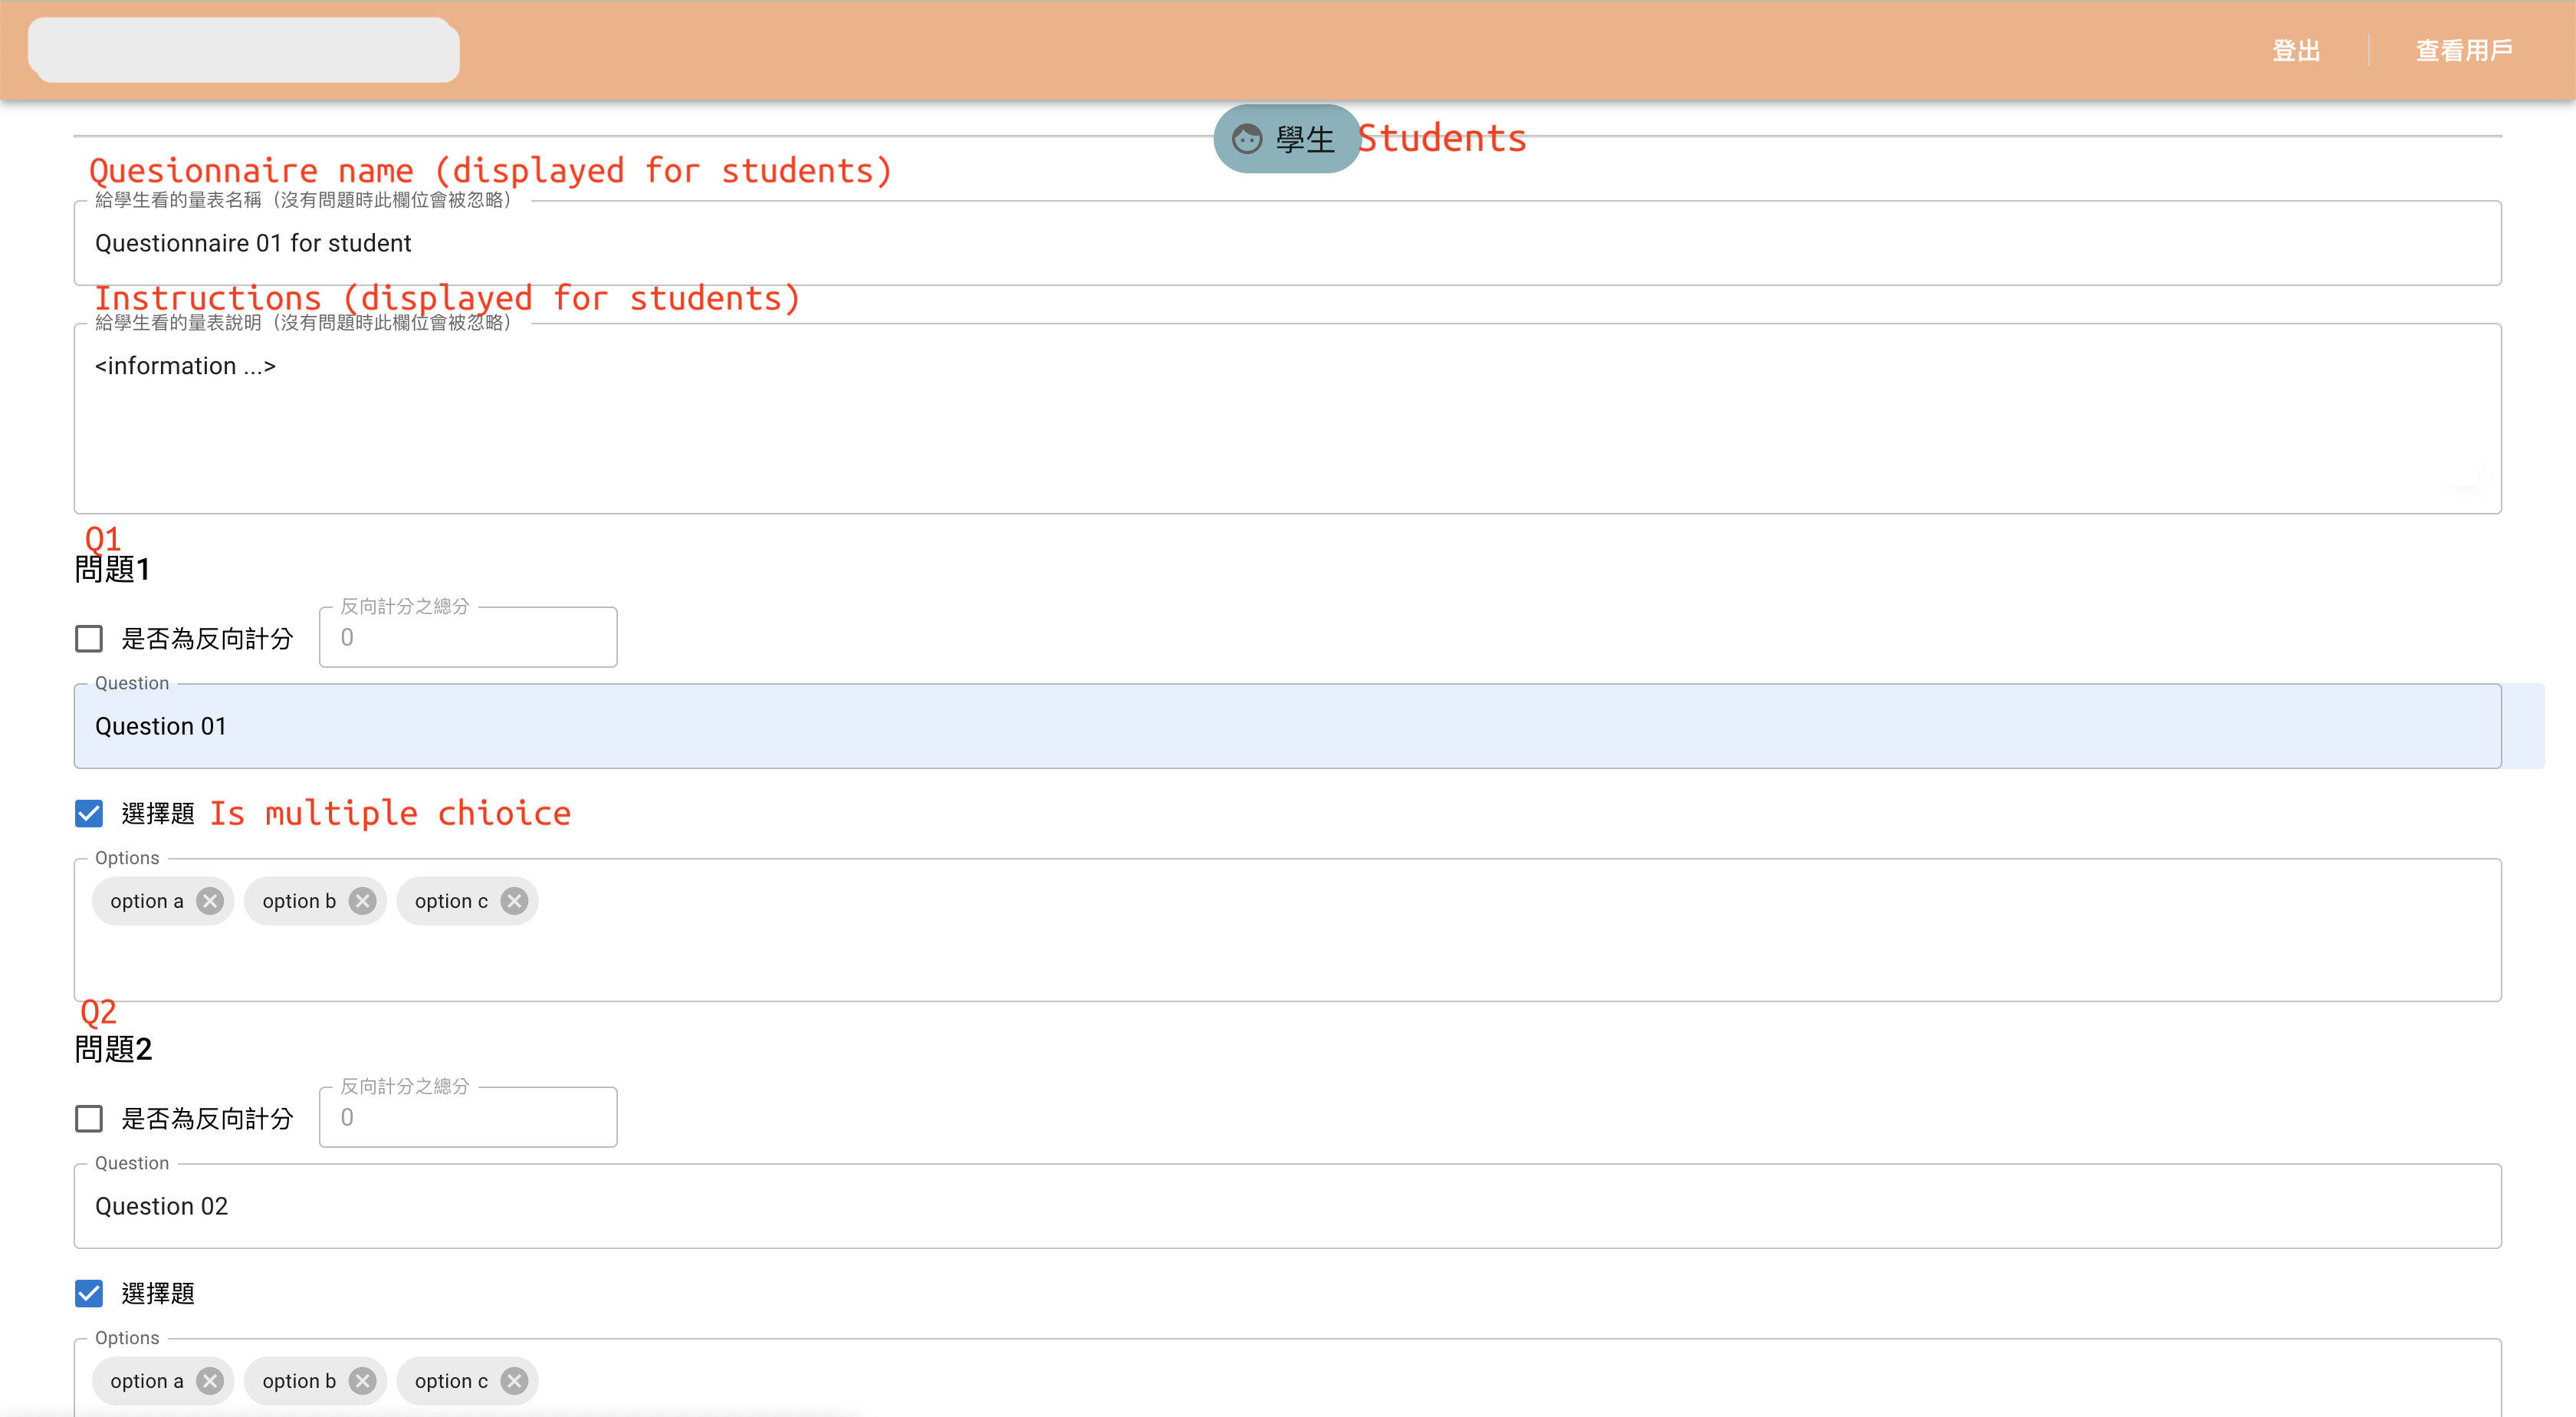 登出 查看用戶
學生 Students
Quesionnaire name (displayed for students)
給學生看的量表名稱（沒有問題時此欄位會被忽略）
Questionnaire 01 for student
Instructions (displayed for students)
給學生看的量表說明（沒有問題時此欄位會被忽略）
<information ...>
Q1
問題1
反向計分之總分
是否為反向計分 0
Question
Question 01
選擇題 Is multiple chioice
Options
option a option b option c
Q2
問題2
反向計分之總分
是否為反向計分 0
Question
Question 02
選擇題
Options
option a option b option c